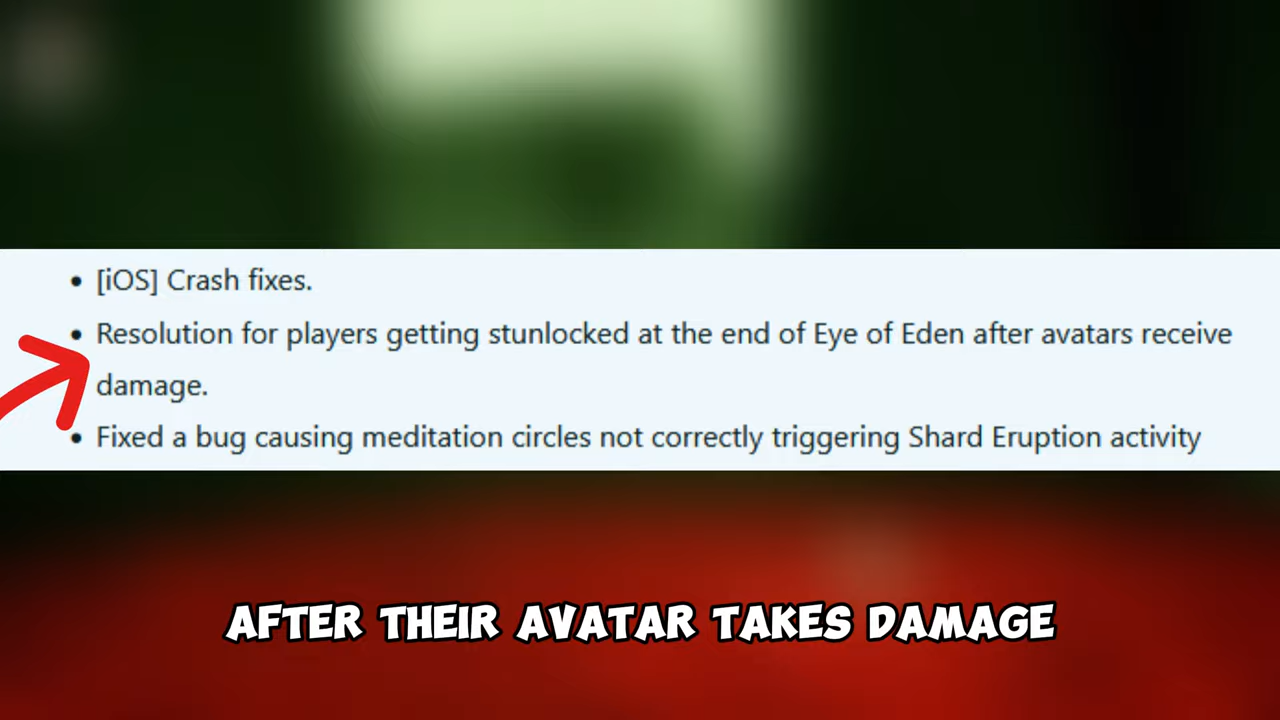 • [iOS] Crash fixes.
• Resolution for players getting stunlocked at the end of Eye of Eden after avatars receive
damage.
• Fixed a bug causing meditation circles not correctly triggering Shard Eruption activity
AFTER THEIR AVATAR TAKES DAMAGE